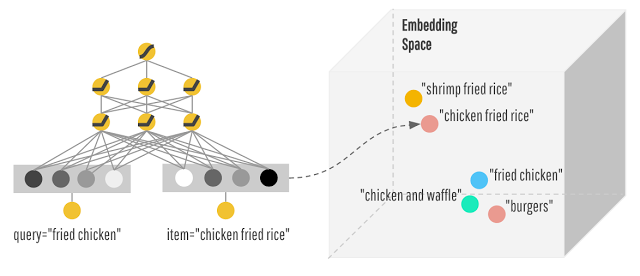 Embedding
Space
"shrimp fried rice"
"chicken fried rice"
"fried chicken"
"chicken and waffle"
"burgers"
query="fried chicken"
item="chicken fried rice"